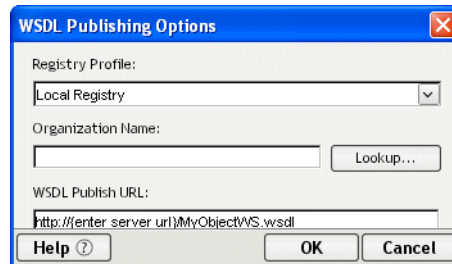 WSDL Publishing Options
Registry Profile:
Local Registry
Organization Name:
Lookup...
WSDL Publish URL:
http://{enter server url}/MyObjectWS.wsdl
Help ?
OK
Cancel